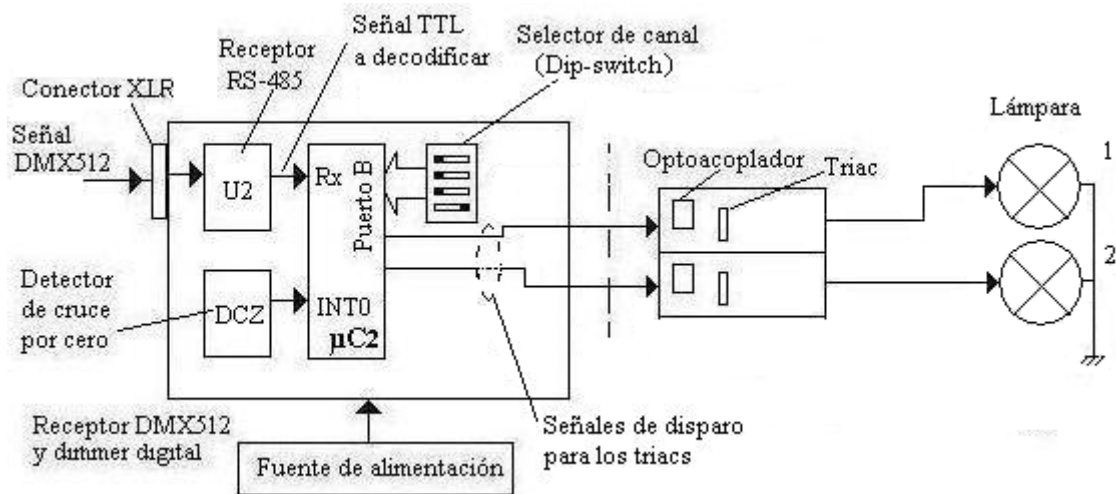 Señal TTL
a decodificar
Selector de canal
(Dip-switch)
Receptor
RS-485
Conector XLR
Señal
DMX512
Lámpara
U2
Rx
Puerto B
Optoacoplador
Triac
1
2
Detector
de cruce
por cero
DCZ
INT0
µC2
Receptor DMX512
y dimmer digital
Señales de disparo
para los triacs
Fuente de alimentación